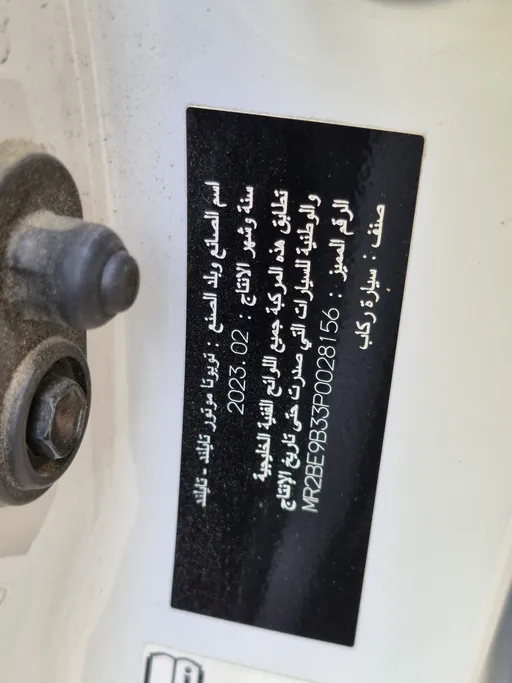 اسم الصانع وبلد الصنع : تويوتا موتور تايلند - تايلند
سنة وشهر الانتاج : 2023.02
تطابق هذه المركبة جميع اللوائح الفنية الخليجية
والوطنية للسيارات التي صدرت حتى تاريخ الإنتاج
الرقم المميز : MR2BE9B33P0028156
صنف : سيارة ركاب